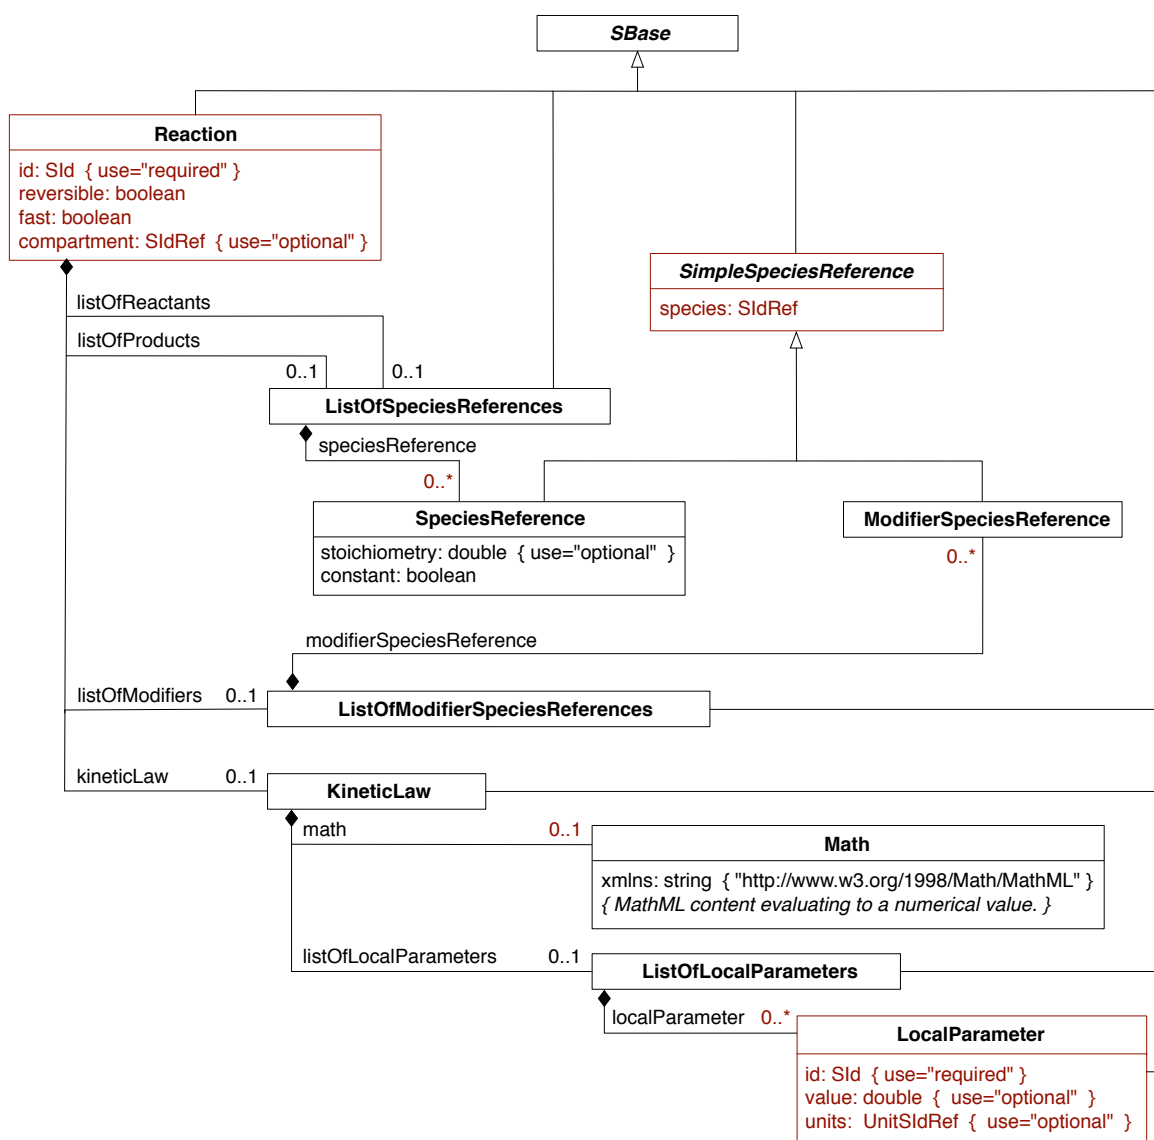 SBase
Reaction
id: SId { use="required" }
reversible: boolean
fast: boolean
compartment: SIdRef { use="optional" }
SimpleSpeciesReference
species: SIdRef
listOfReactants
listOfProducts
0..1
0..1
ListOfSpeciesReferences
speciesReference
0..*
SpeciesReference
stoichiometry: double { use="optional" }
constant: boolean
ModifierSpeciesReference
0..*
modifierSpeciesReference
listOfModifiers 0..1
ListOfModifierSpeciesReferences
kineticLaw 0..1
KineticLaw
math 0..1
Math
xmlns: string { "http://www.w3.org/1998/Math/MathML" }
{ MathML content evaluating to a numerical value. }
listOfLocalParameters 0..1
ListOfLocalParameters
localParameter 0..*
LocalParameter
id: SId { use="required" }
value: double { use="optional" }
units: UnitSIdRef { use="optional" }